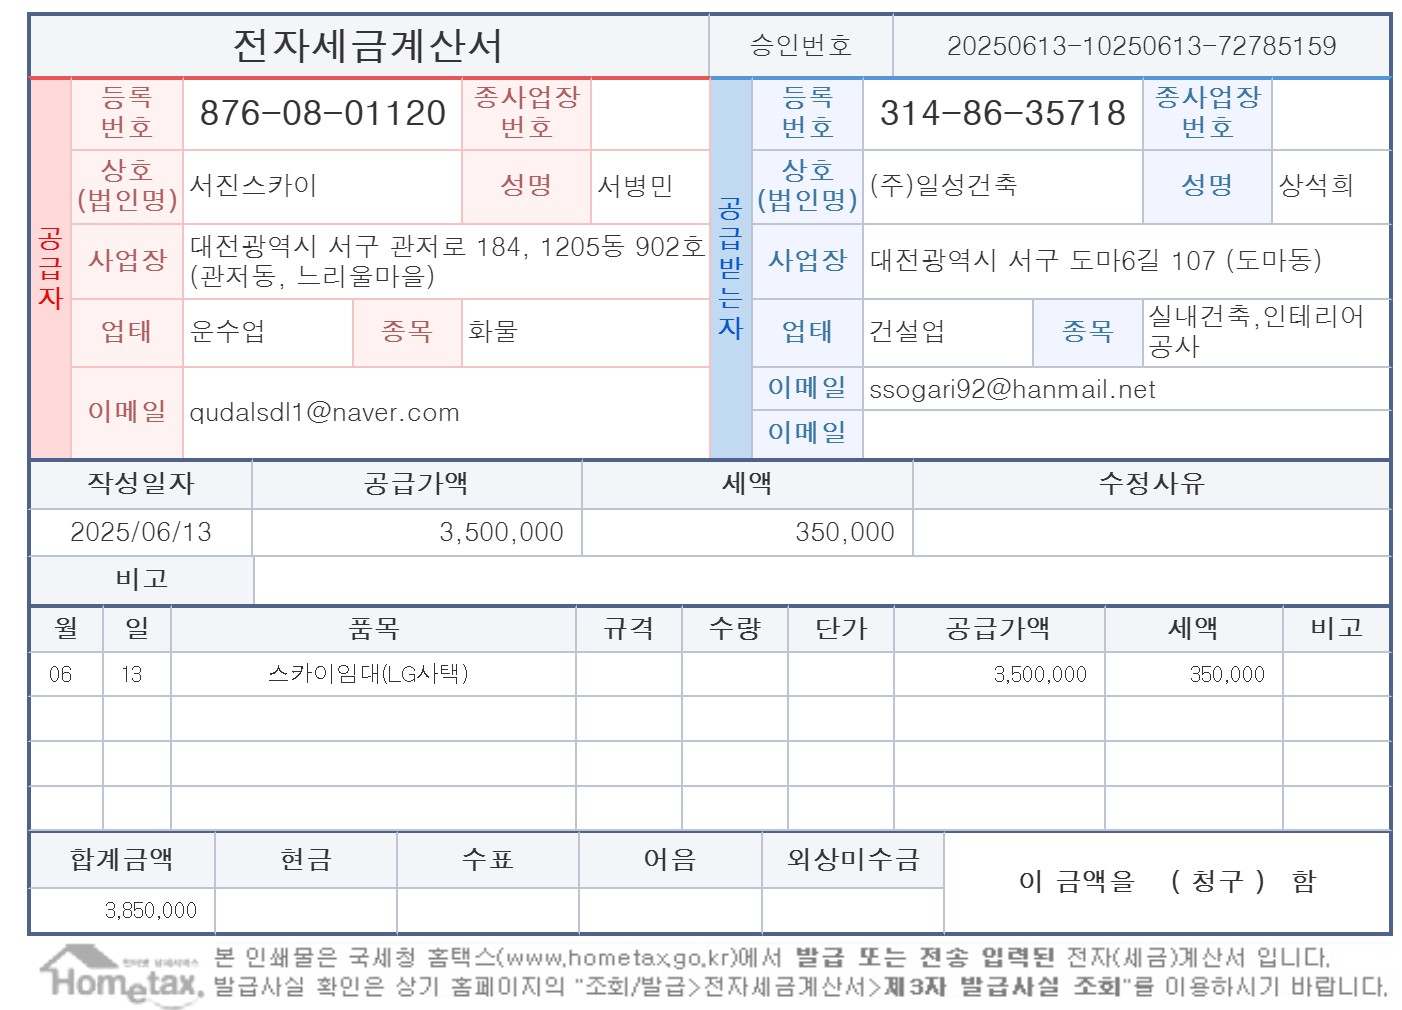 전자세금계산서 승인번호 20250613-10250613-72785159
공급자
등록번호 876-08-01120 종사업장번호
상호(법인명) 서진스카이 성명 서병민
사업장 대전광역시 서구 관저로 184, 1205동 902호
(관저동, 느리울마을)
업태 운수업 종목 화물
이메일 qudalsdl1@naver.com
공급받는자
등록번호 314-86-35718 종사업장번호
상호(법인명) (주)일성건축 성명 상석희
사업장 대전광역시 서구 도마6길 107 (도마동)
업태 건설업 종목 실내건축,인테리어
공사
이메일 ssogari92@hanmail.net
이메일
작성일자 공급가액 세액 수정사유
2025/06/13 3,500,000 350,000
비고
월 일 품목 규격 수량 단가 공급가액 세액 비고
06 13 스카이임대(LG사택) 3,500,000 350,000
합계금액 현금 수표 어음 외상미수금
이 금액을 ( 청구 ) 함
3,850,000
Hometax.
본 인쇄물은 국세청 홈택스(www.hometax.go.kr)에서 발급 또는 전송 입력된 전자(세금)계산서 입니다.
발급사실 확인은 상기 홈페이지의 "조회/발급>전자세금계산서>제3자 발급사실 조회"를 이용하시기 바랍니다.